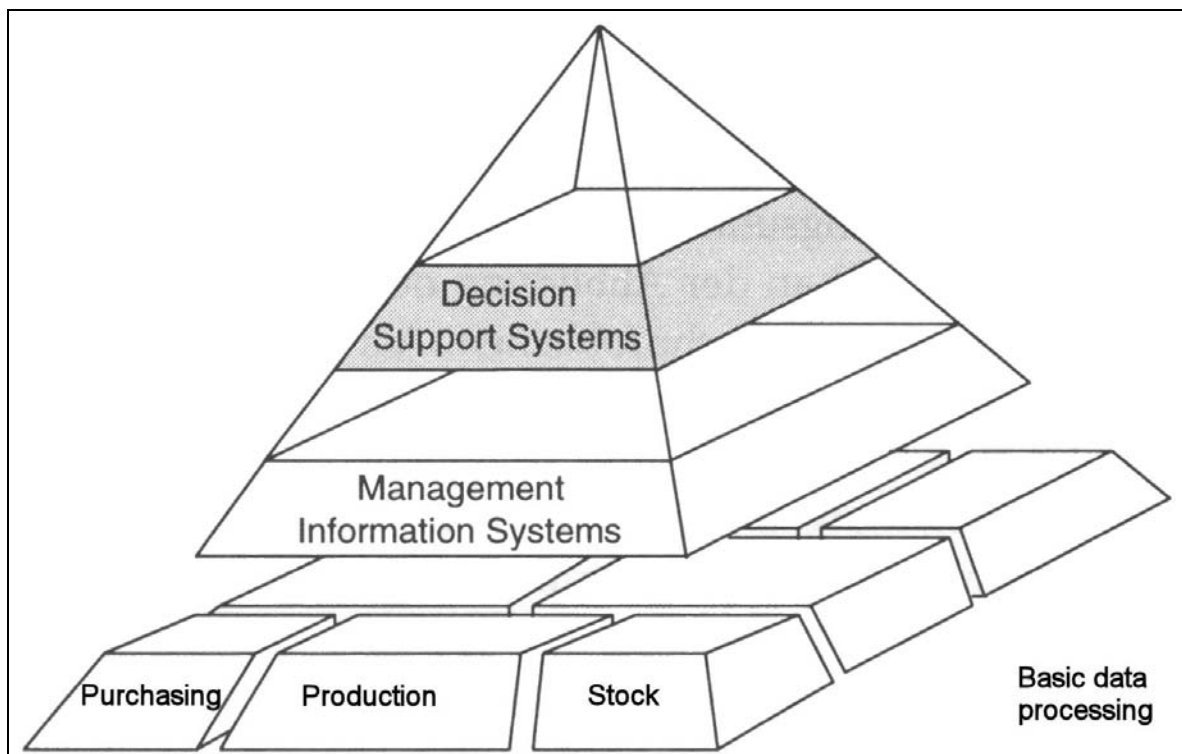 Decision
Support Systems
Management
Information Systems
Purchasing
Production
Stock
Basic data
processing